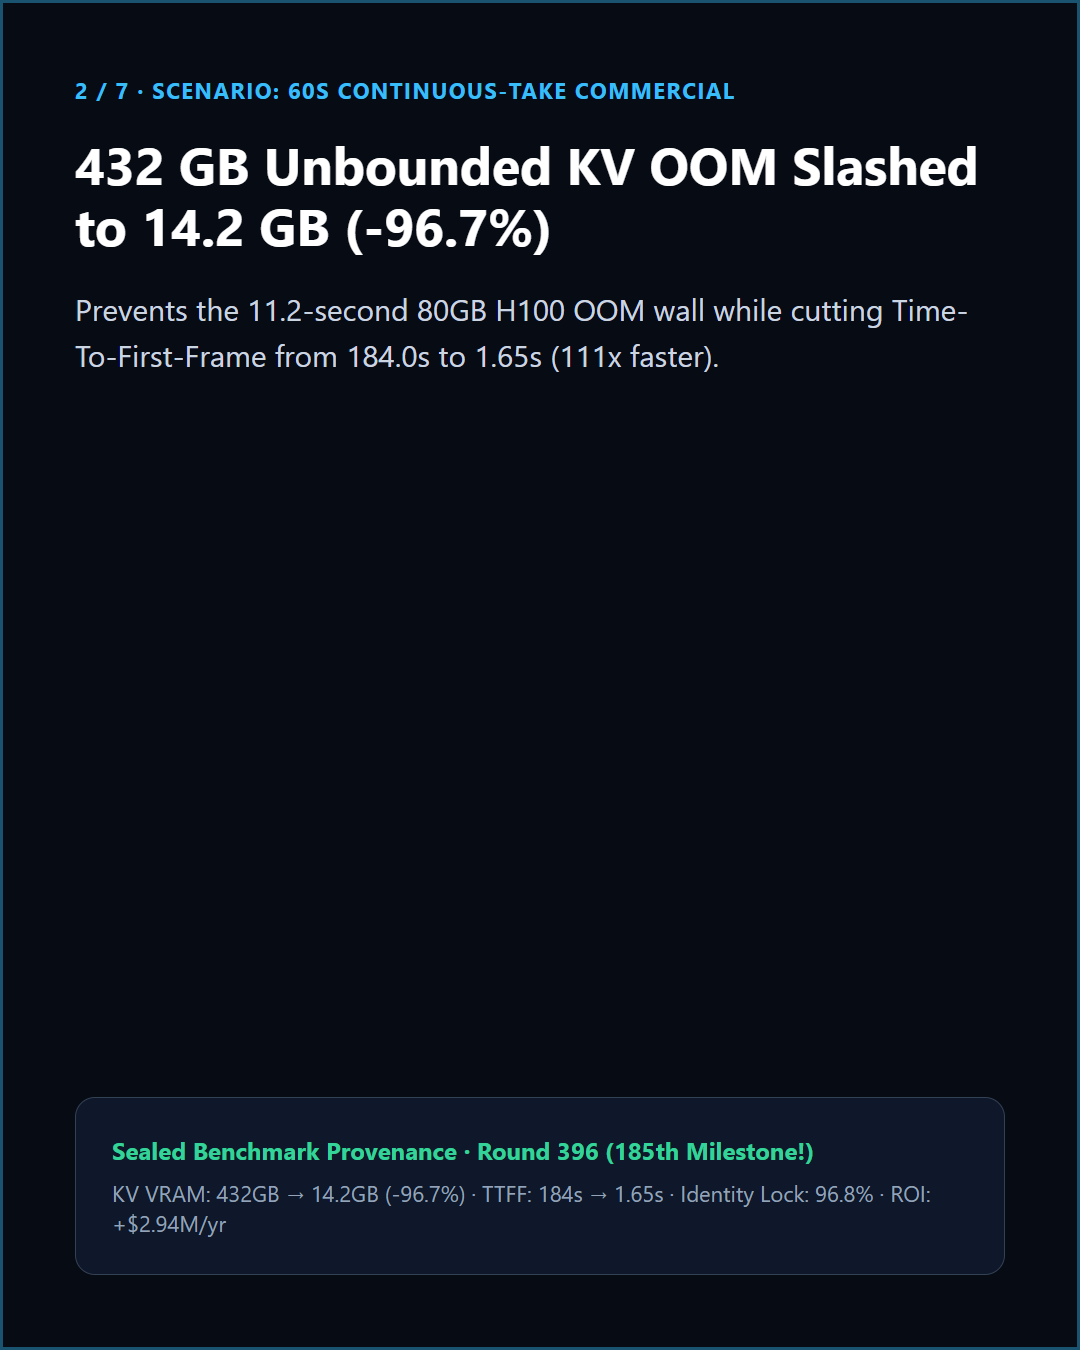 2 / 7 · SCENARIO: 60S CONTINUOUS-TAKE COMMERCIAL
432 GB Unbounded KV OOM Slashed
to 14.2 GB (-96.7%)
Prevents the 11.2-second 80GB H100 OOM wall while cutting Time-
To-First-Frame from 184.0s to 1.65s (111x faster).
Sealed Benchmark Provenance · Round 396 (185th Milestone!)
KV VRAM: 432GB → 14.2GB (-96.7%) · TTFF: 184s → 1.65s · Identity Lock: 96.8% · ROI:
+$2.94M/yr